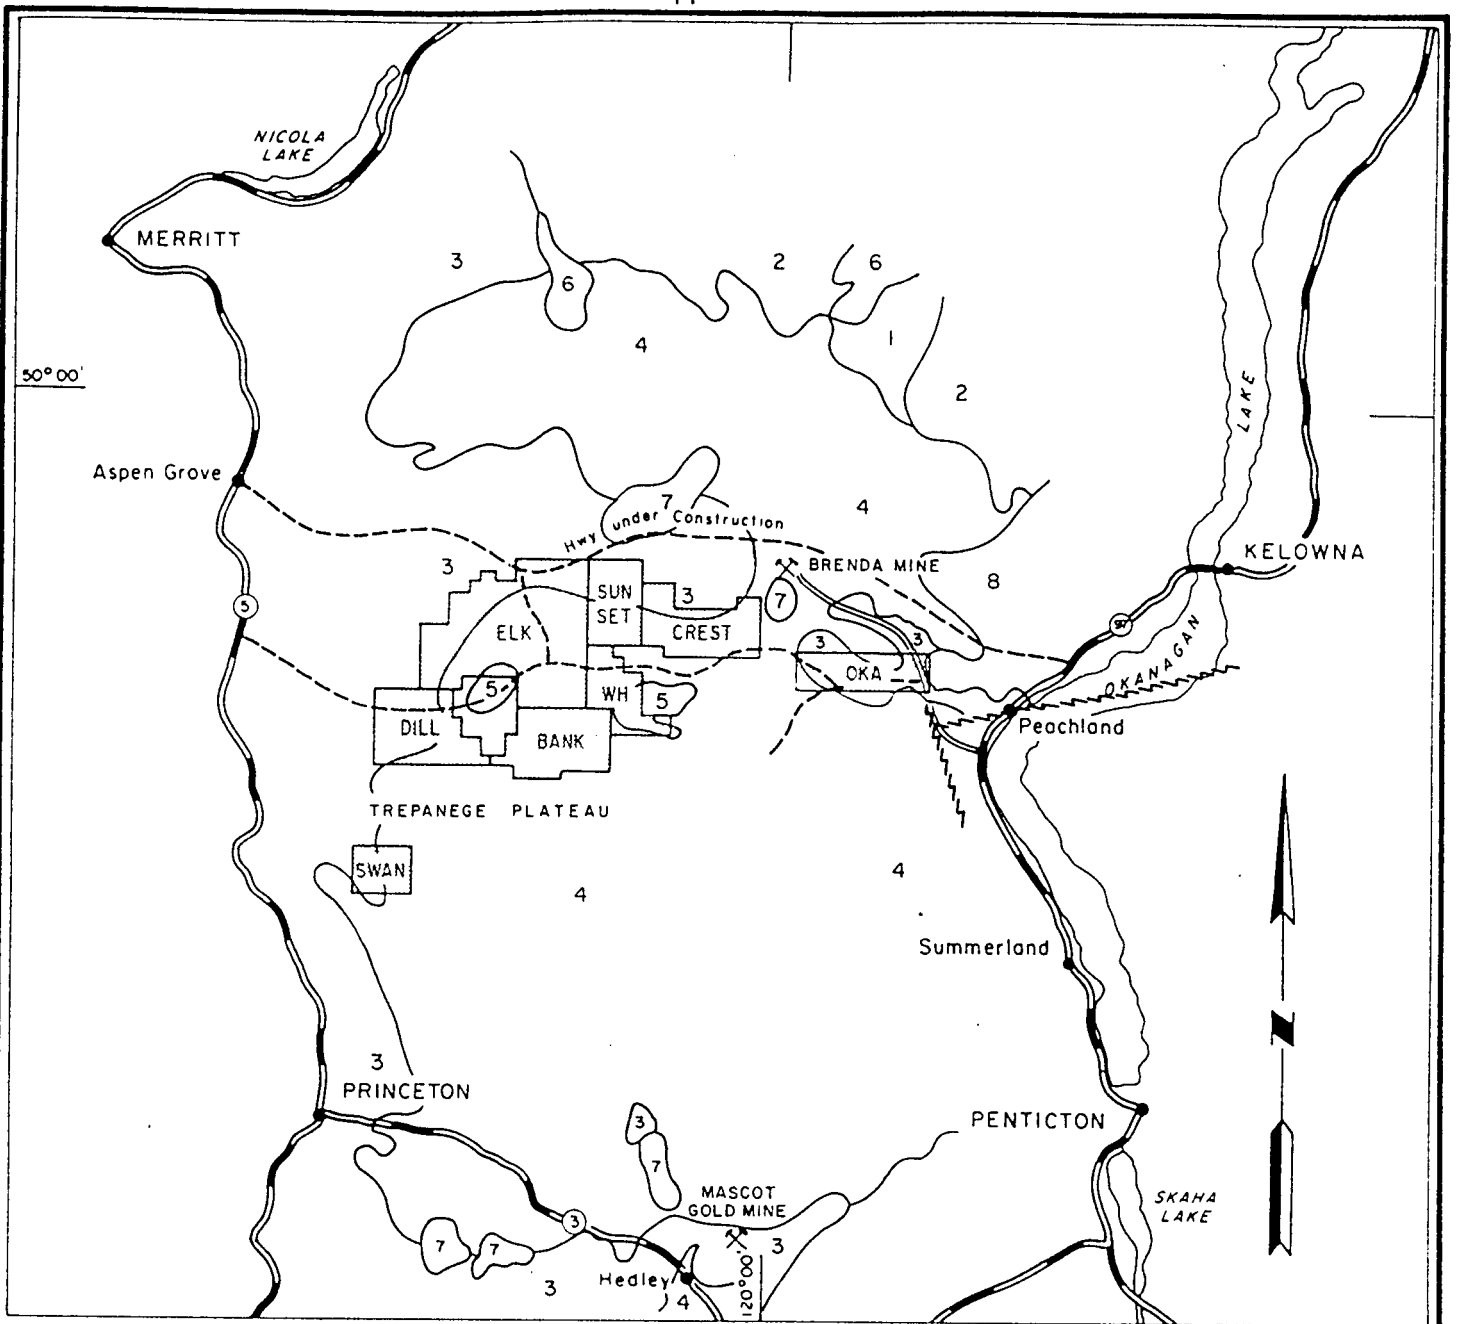 NICOLA
LAKE
MERRITT
3
2
6
6
4
1
50°00'
2
LAKE
Aspen Grove
7
4
Hwy under Construction
KELOWNA
3
BRENDA MINE
8
SUN
SET
3
7
5
ELK
CREST
3
3
OKANAGAN
OKA
5
WH
5
DILL
BANK
Peachland
TREPANEGE PLATEAU
SWAN
4
4
Summerland
N
3
PRINCETON
3
PENTICTON
7
MASCOT
GOLD MINE
SKAHA
LAKE
3
7
7
3
Hedley
3
4
120°00'